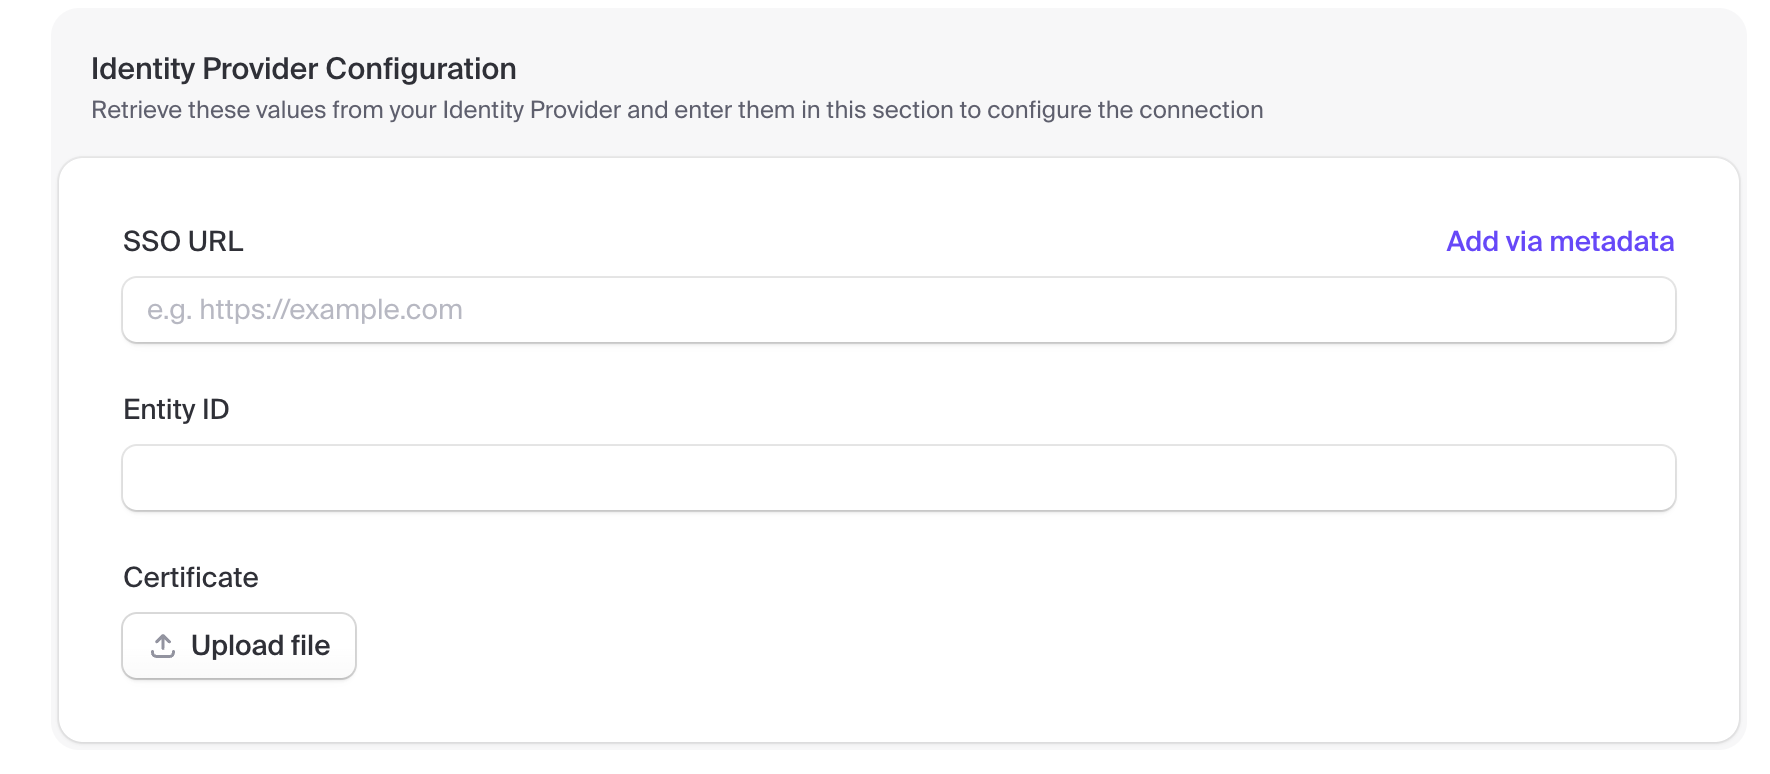 Identity Provider Configuration
Retrieve these values from your Identity Provider and enter them in this section to configure the connection
SSO URL
Add via metadata
e.g. https://example.com
Entity ID
Certificate
Upload file